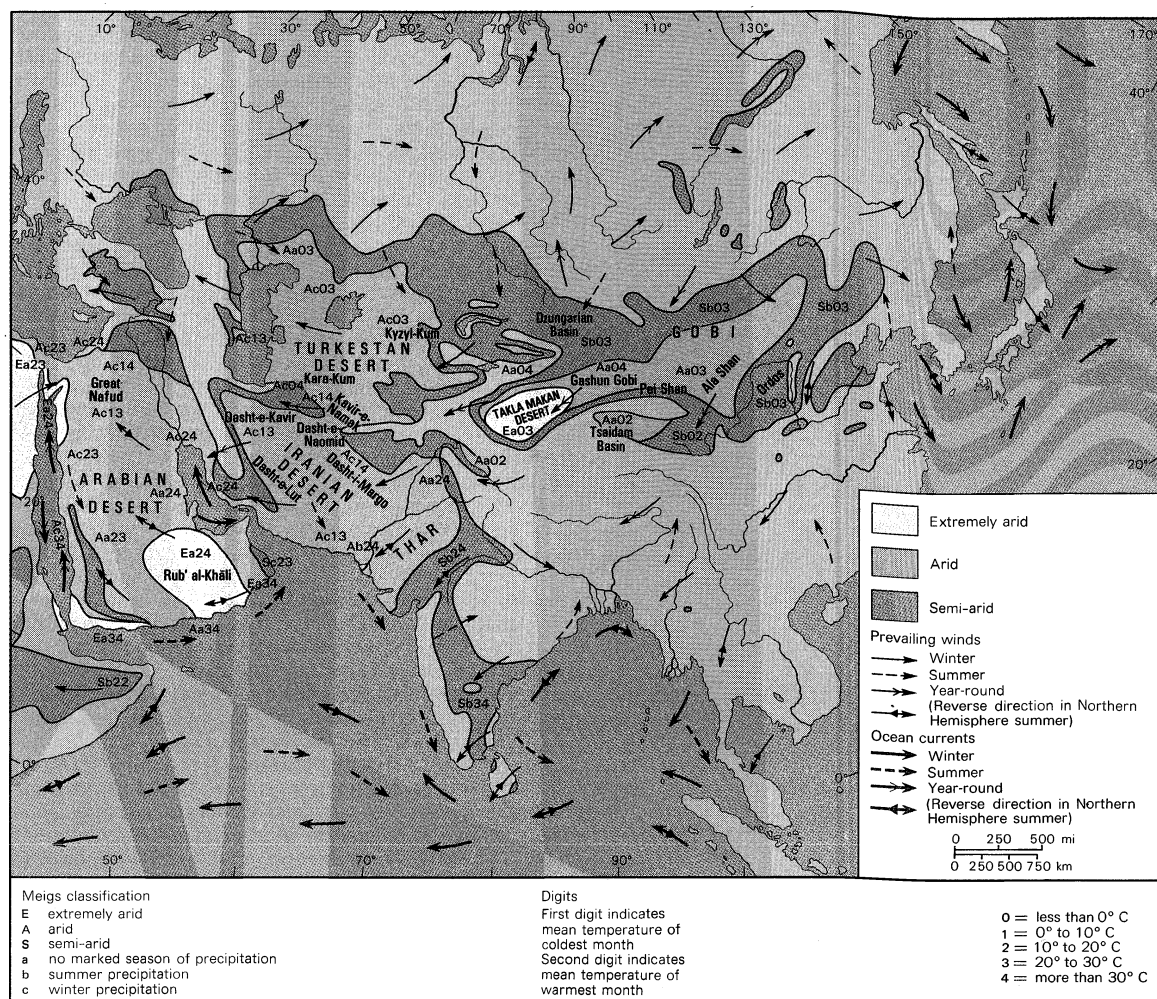 10° 30° 50° 70° 90° 110° 130° 150° 170°
40°
40°
Aa03
Ac03
Sb03
Sb03
Ac03
Kyzyl-Kum
Dzungarian
Basin
Sb03
GOBI
Ac23
Ac24
Ac13
TURKESTAN
DESERT
Ea23
Ac14
Aa04
Aa04
Gashun Gobi
Aa03
Ala Shan
Great
Nafud
Ac04
Kara-Kum
Pei Shan
Ordos
Sb03
Aa24
Ac13
Dasht-e-Kavir
Ac14
Kavir-e-
Namak
TAKLA MAKAN
DESERT
Ea03
Aa02
Tsaidam
Basin
Sb02
Ac24
Ac13
Dasht-e-
Naomid
Ac23
Ac14
Aa02
20°
ARABIAN
DESERT
Aa24
Ac24
Dasht-e-Lut
IRANIAN
DESERT
Dasht-i-Margo
Aa24
20°
Ac34
Aa23
Ac13
Ab24
THAR
Sb24
Ea24
Rub' al-Khāli
Sc23
Ea34
Ea34
Aa34
Sb22
Sb34
0°
0°
50° 70° 90°
Extremely arid
Arid
Semi-arid
Prevailing winds
Winter
Summer
Year-round
(Reverse direction in Northern
Hemisphere summer)
Ocean currents
Winter
Summer
Year-round
(Reverse direction in Northern
Hemisphere summer)
0 250 500 mi
0 250 500 750 km
Meigs classification
E extremely arid
A arid
S semi-arid
a no marked season of precipitation
b summer precipitation
c winter precipitation
Digits
First digit indicates
mean temperature of
coldest month
Second digit indicates
mean temperature of
warmest month
0 = less than 0° C
1 = 0° to 10° C
2 = 10° to 20° C
3 = 20° to 30° C
4 = more than 30° C